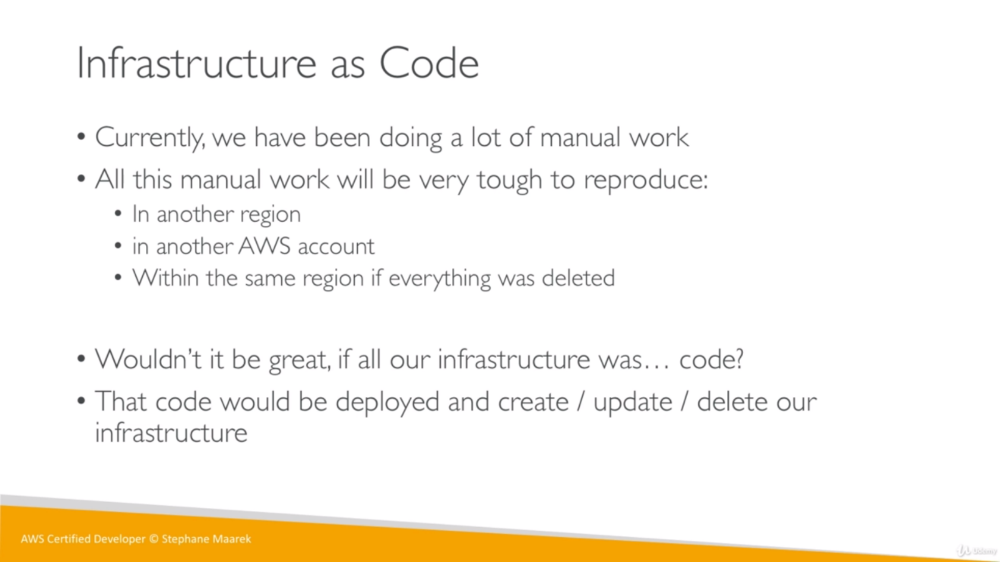 Infrastructure as Code
• Currently, we have been doing a lot of manual work
• All this manual work will be very tough to reproduce:
• In another region
• in another AWS account
• Within the same region if everything was deleted
• Wouldn't it be great, if all our infrastructure was... code?
• That code would be deployed and create / update / delete our
infrastructure
AWS Certified Developer © Stephane Maarek
Udemy